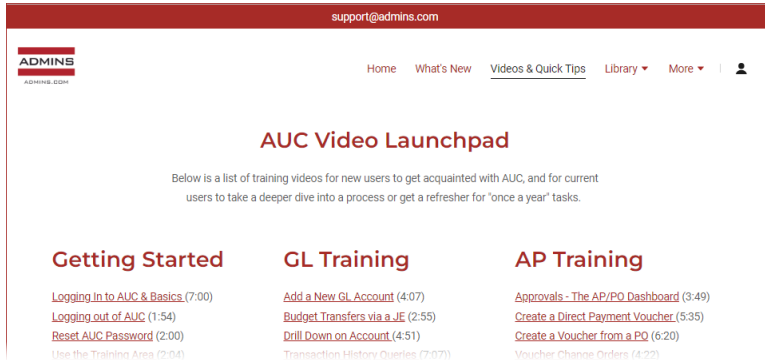 support@admins.com
ADMINS
ADMINS.COM
Home What's New Videos & Quick Tips Library More
AUC Video Launchpad
Below is a list of training videos for new users to get acquainted with AUC, and for current
users to take a deeper dive into a process or get a refresher for "once a year" tasks.
Getting Started
Logging In to AUC & Basics (7:00)
Logging out of AUC (1:54)
Reset AUC Password (2:00)
Use the Training Area (2:04)
GL Training
Add a New GL Account (4:07)
Budget Transfers via a JE (2:55)
Drill Down on Account (4:51)
Transaction History Queries (7:07))
AP Training
Approvals - The AP/PO Dashboard (3:49)
Create a Direct Payment Voucher (5:35)
Create a Voucher from a PO (6:20)
Voucher Change Orders (4:22)